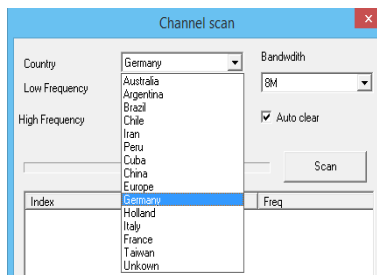 Channel scan
x
Country
Germany
Bandwdith
Low Frequency
8M
High Frequency
Auto clear
Scan
Australia
Argentina
Brazil
Chile
Iran
Peru
Cuba
China
Europe
Germany
Holland
Italy
France
Taiwan
Unkown
Index
Freq